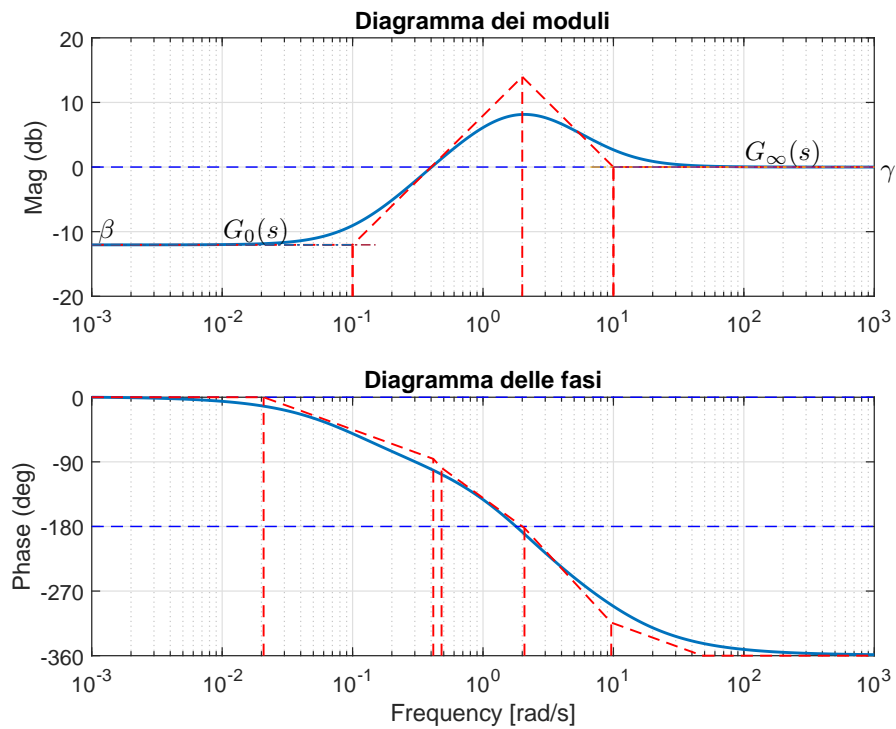 Diagramma dei moduli
Mag (db)
20
10
0
-10
-20
β
G₀(s)
G∞(s)
γ
10⁻³ 10⁻² 10⁻¹ 10⁰ 10¹ 10² 10³
Diagramma delle fasi
Phase (deg)
0
-90
-180
-270
-360
10⁻³ 10⁻² 10⁻¹ 10⁰ 10¹ 10² 10³
Frequency [rad/s]